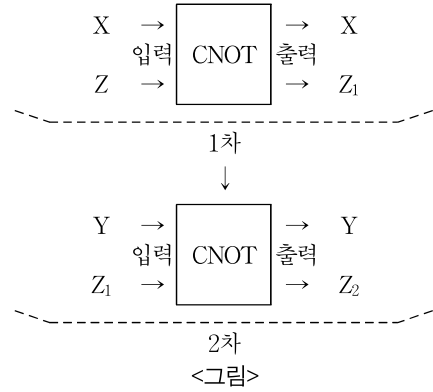 X → CNOT → X
입력 출력
Z → → Z₁
1차
↓
Y → CNOT → Y
입력 출력
Z₁ → → Z₂
2차
<그림>